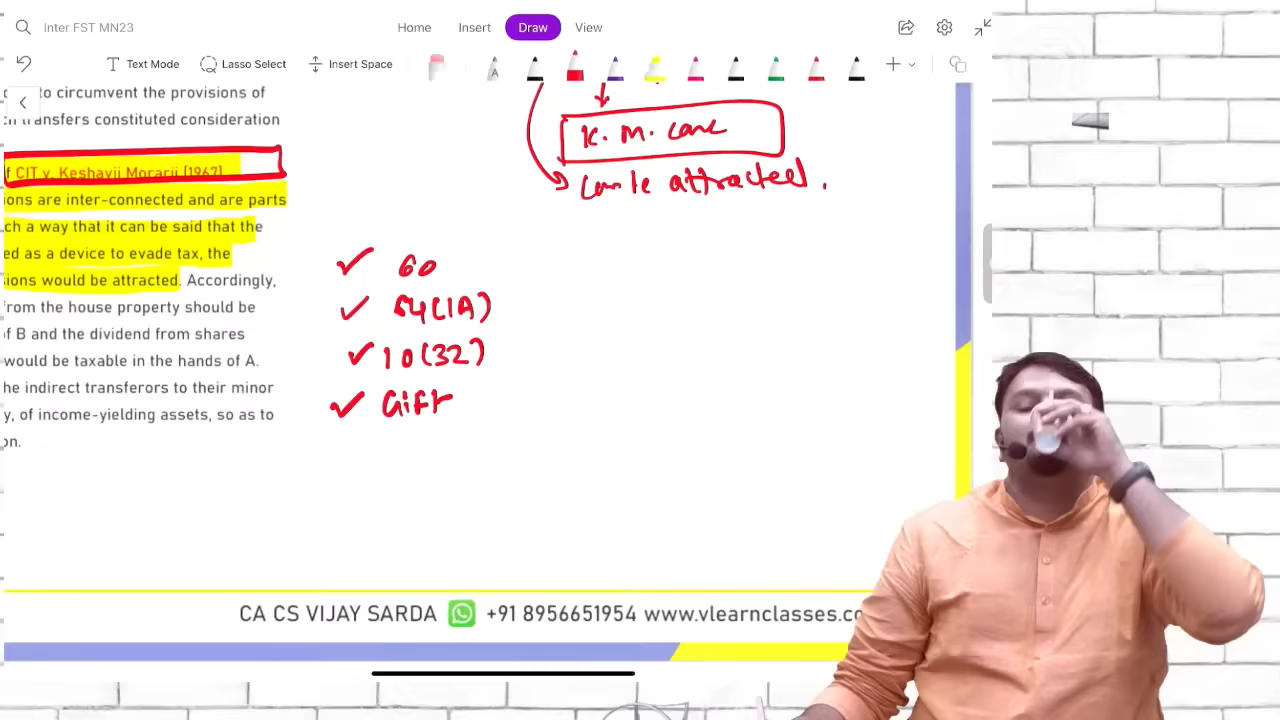 Inter FST MN23
Home Insert Draw View
Text Mode Lasso Select Insert Space
to circumvent the provisions of
transfers constituted consideration
f CIT v. Keshavji Morarji [1967]
ions are inter-connected and are parts
ch a way that it can be said that the
ed as a device to evade tax, the
sions would be attracted. Accordingly,
from the house property should be
of B and the dividend from shares
would be taxable in the hands of A.
he indirect transferors to their minor
y, of income-yielding assets, so as to
on.
K. M. case
can be attracted.
✓ 60
✓ 64(1A)
✓ 10(32)
✓ Gift
CA CS VIJAY SARDA +91 8956651954 www.vlearnclasses.co